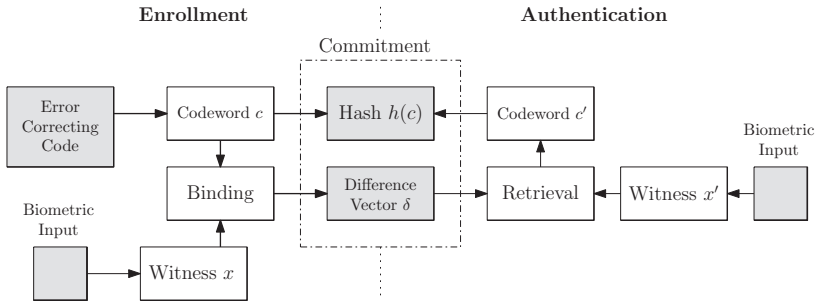 Enrollment
Authentication
Commitment
Error
Correcting
Code
Codeword c
Hash h(c)
Codeword c′
Binding
Difference
Vector δ
Retrieval
Witness x′
Biometric
Input
Biometric
Input
Witness x